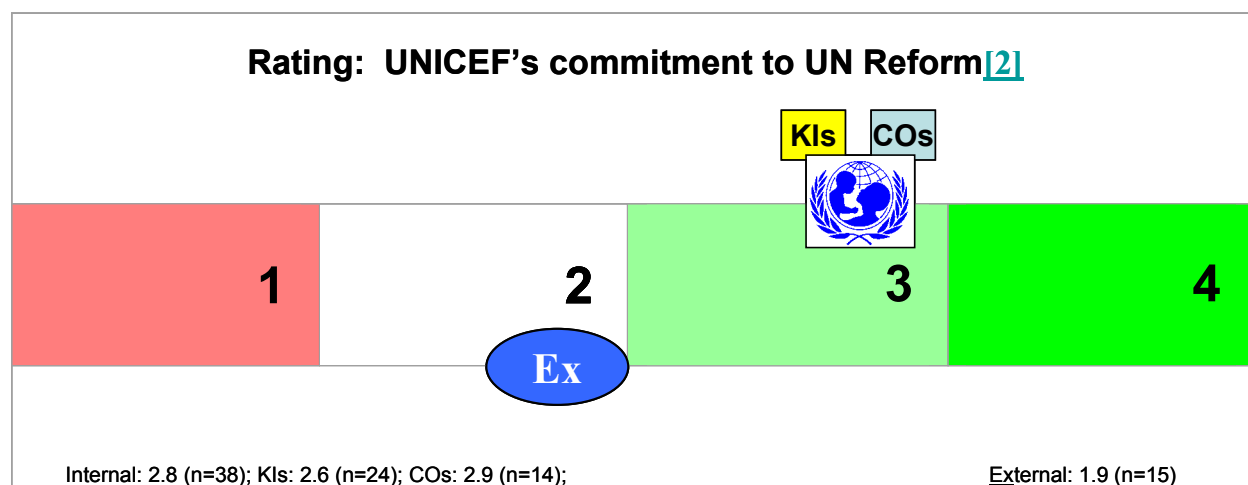 Rating:  UNICEF’s commitment to UN Reform[2]
KIs COs
1 2 3 4
Ex
Internal: 2.8 (n=38); KIs: 2.6 (n=24); COs: 2.9 (n=14); External: 1.9 (n=15)